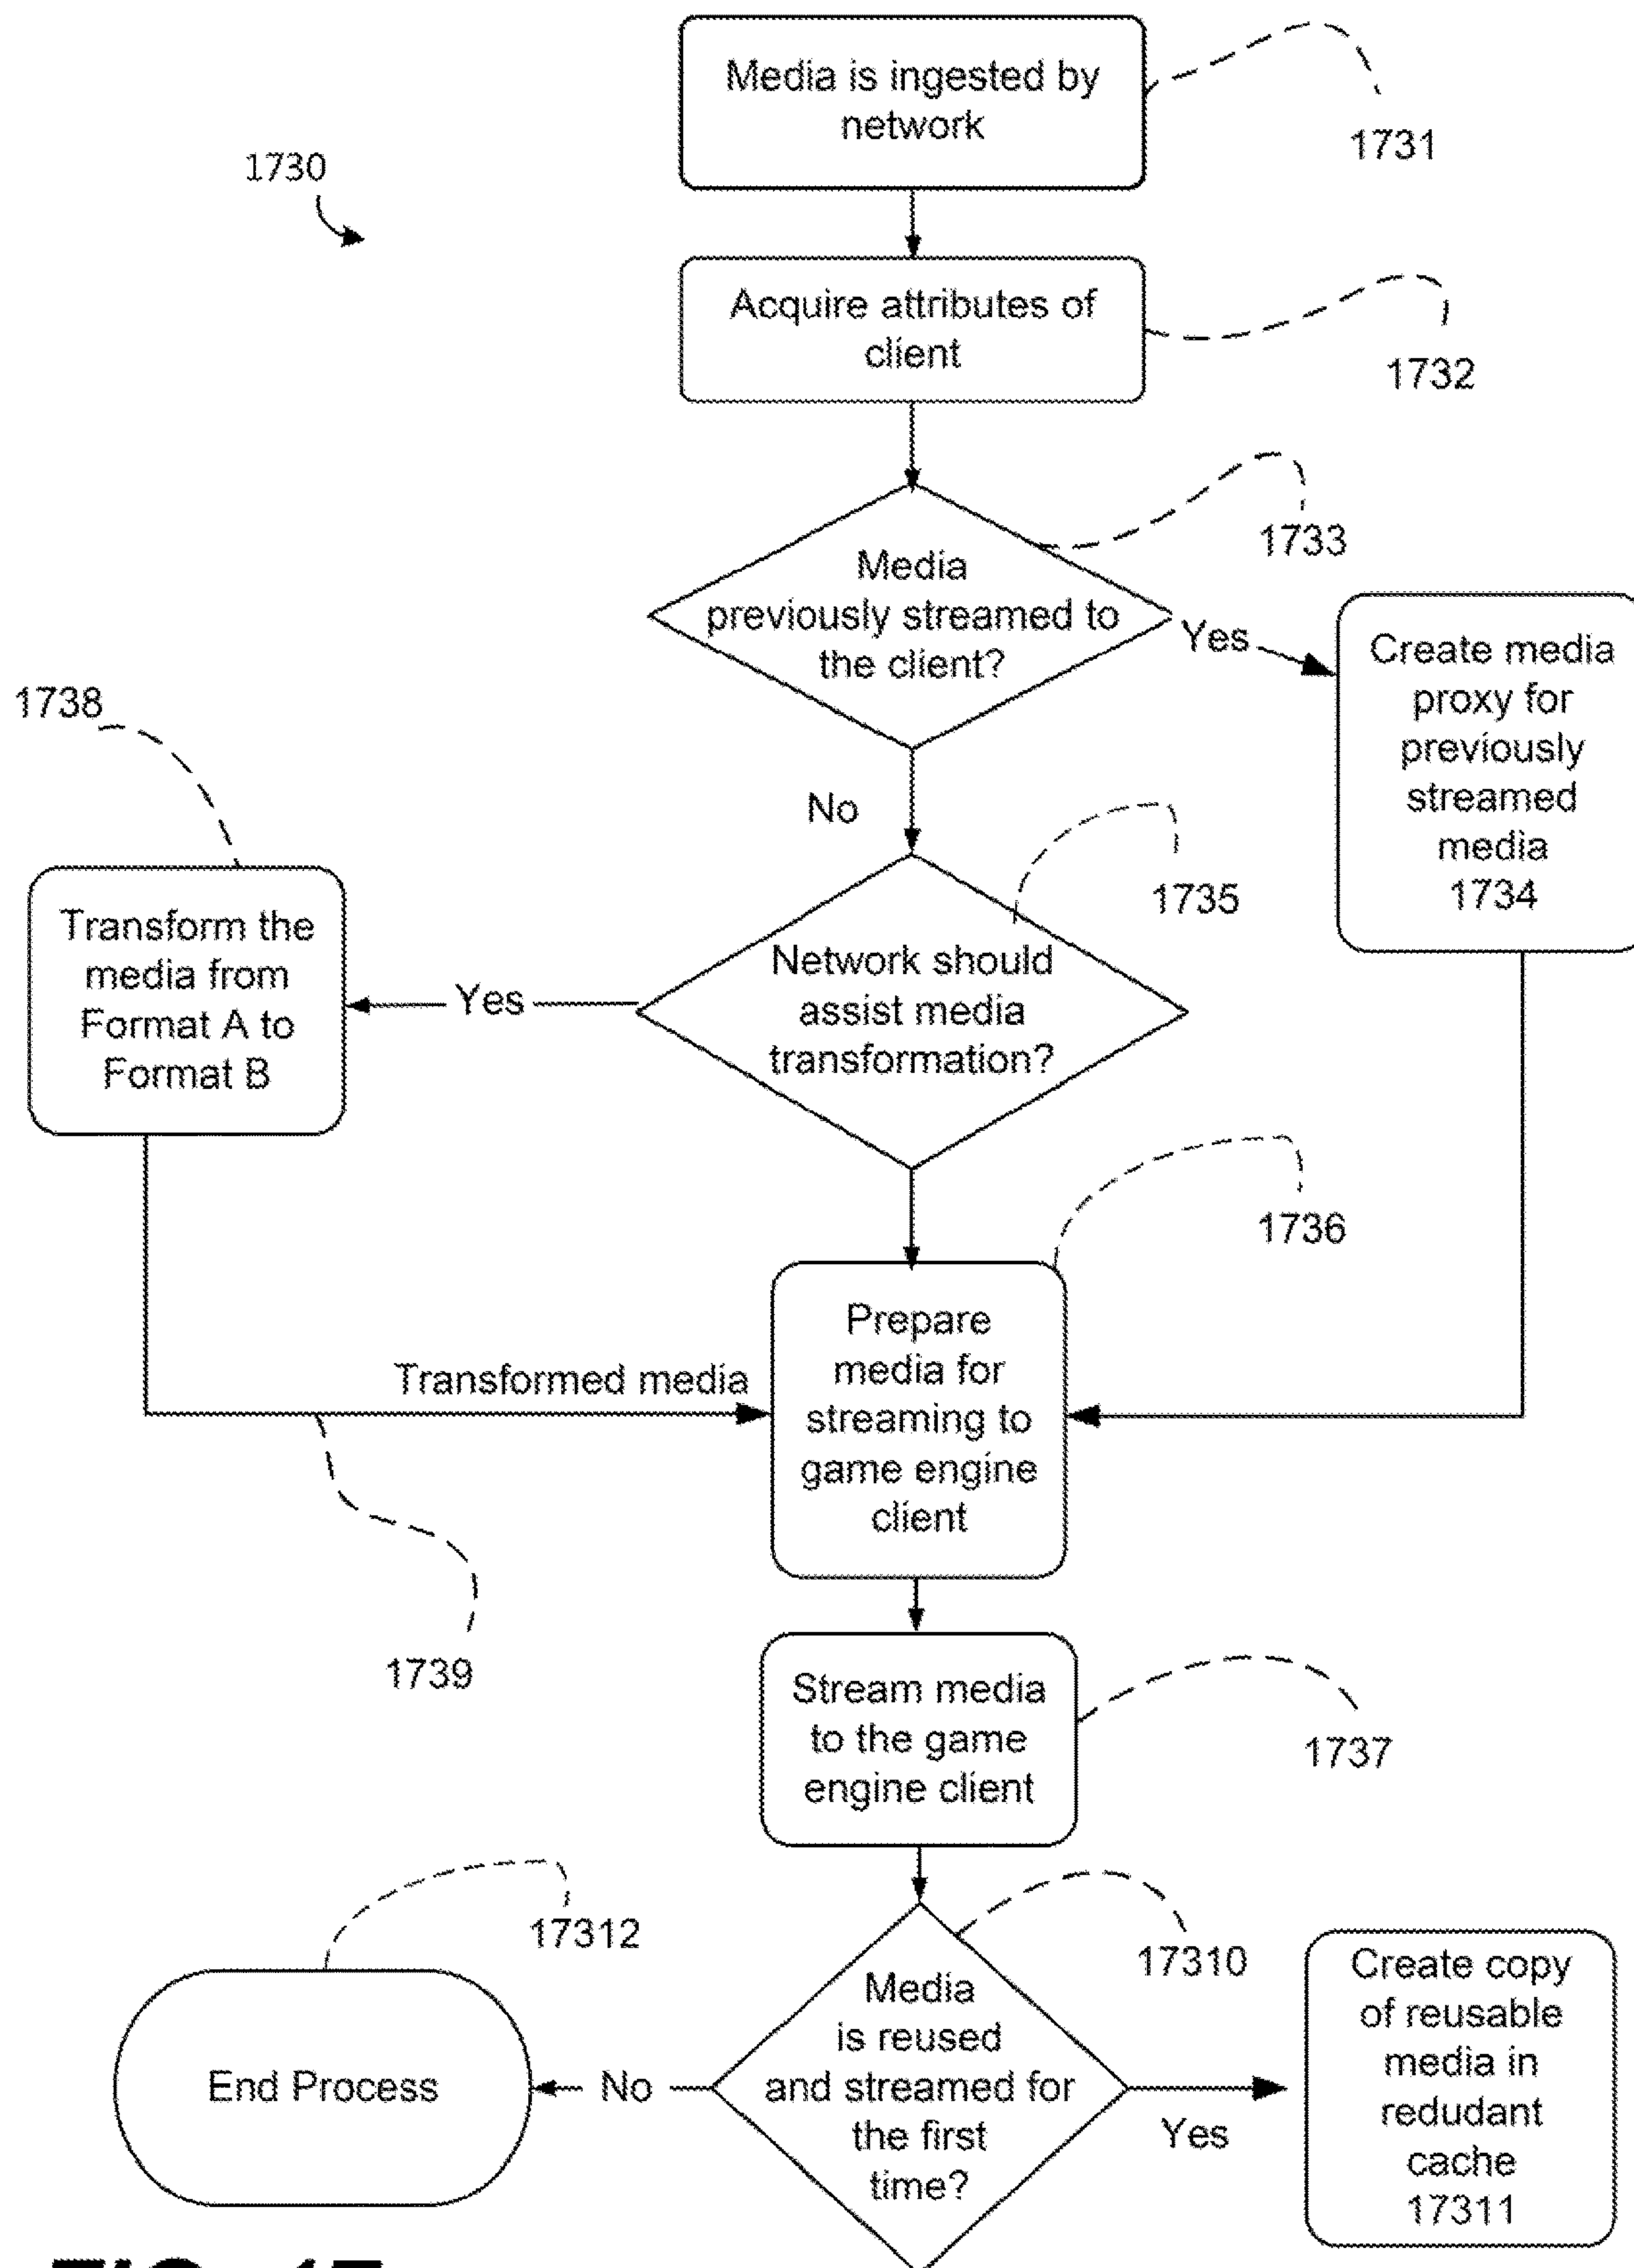 Media is ingested by
network
1731
1730
Acquire attributes of
client
1732
1733
Media
previously streamed to
the client?
Yes
Create media
proxy for
previously
streamed
media
1734
No
1738
Transform the
media from
Format A to
Format B
1735
Network should
assist media
transformation?
Yes
1736
Prepare
media for
streaming to
game engine
client
Transformed media
1739
Stream media
to the game
engine client
1737
17312
End Process
No
17310
Media
is reused
and streamed for
the first
time?
Yes
Create copy
of reusable
media in
redudant
cache
17311